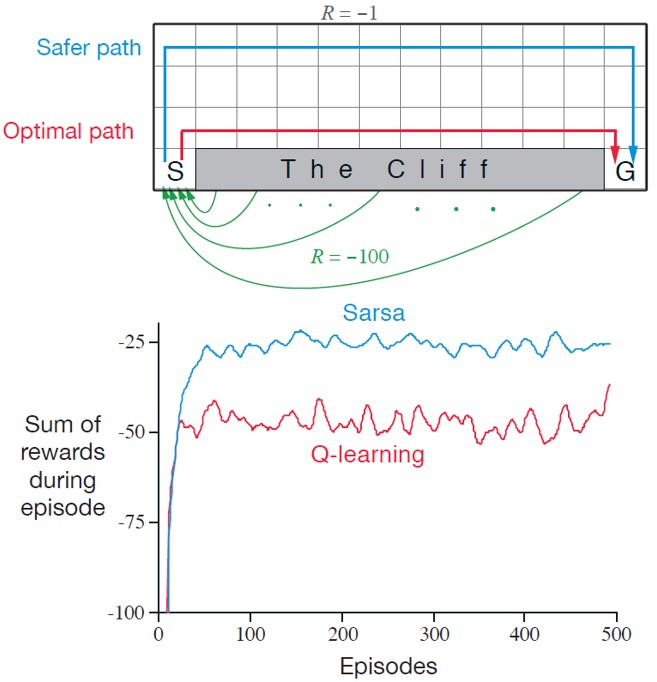 R = −1
Safer path
Optimal path
S
The Cliff
G
R = −100
Sarsa
-25
Sum of
rewards
during
episode
-50
Q-learning
-75
-100
0
100
200
300
400
500
Episodes